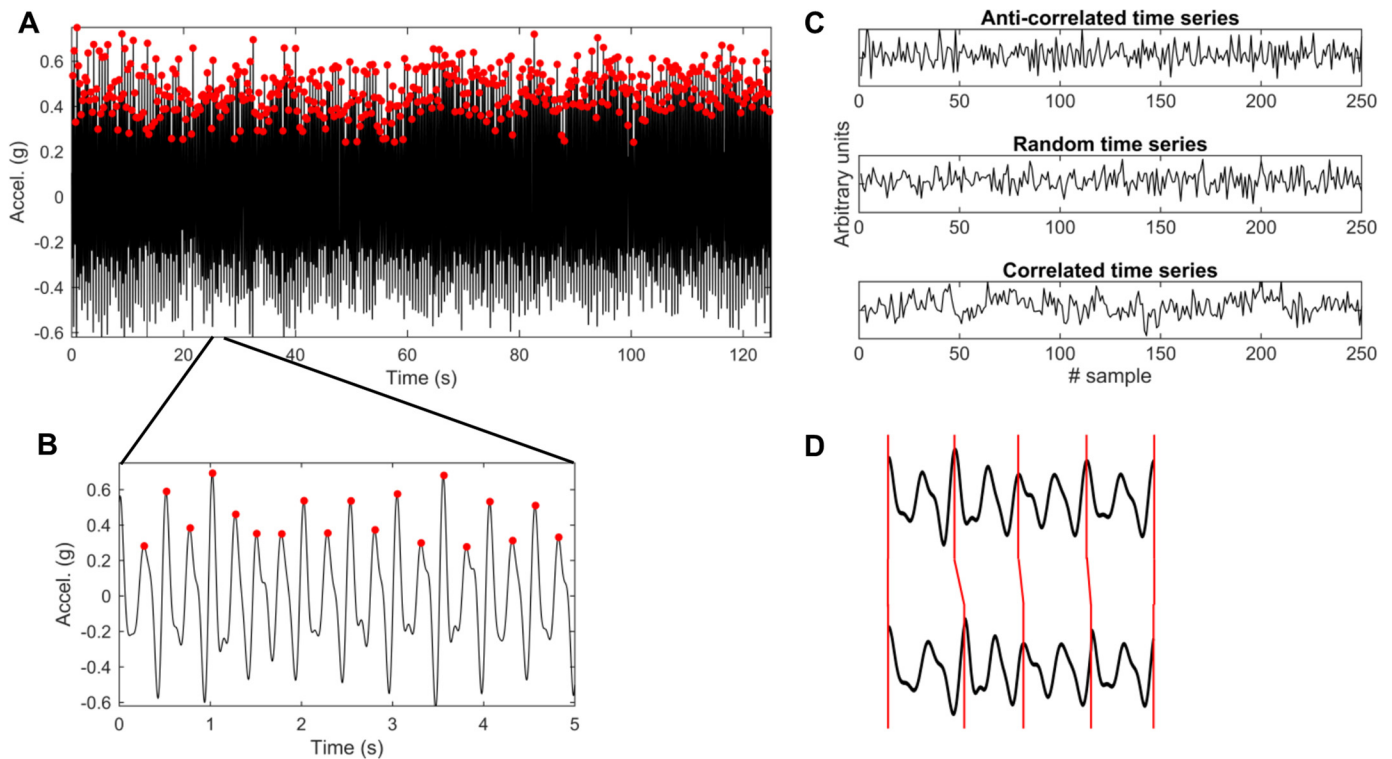 A
Accel. (g)
0.6
0.4
0.2
0
-0.2
-0.4
-0.6
0 20 40 60 80 100 120
Time (s)
B
Accel. (g)
0.6
0.4
0.2
0
-0.2
-0.4
-0.6
0 1 2 3 4 5
Time (s)
C
Arbitrary units
Anti-correlated time series
0 50 100 150 200 250
Random time series
0 50 100 150 200 250
Correlated time series
0 50 100 150 200 250
# sample
D